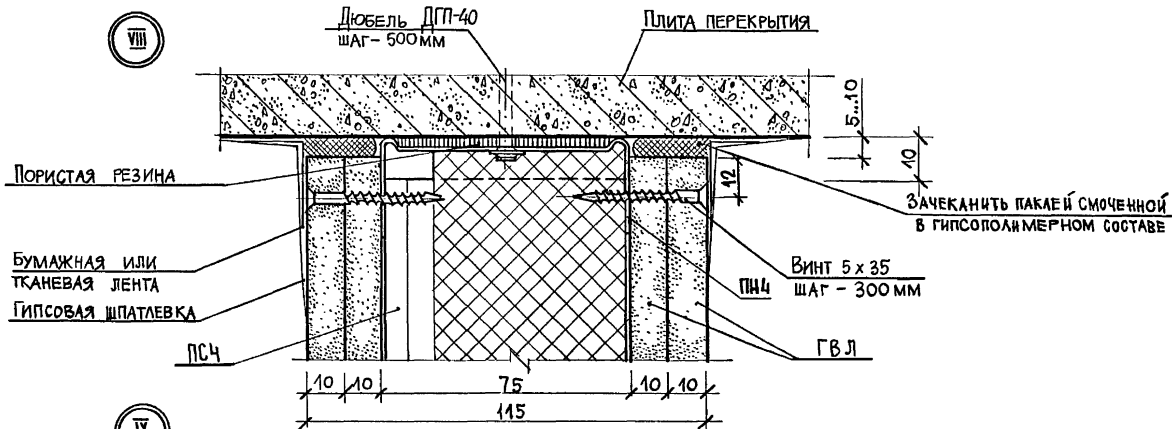 VIII
ДЮБЕЛЬ ДГП-40
ШАГ - 500 ММ
ПЛИТА ПЕРЕКРЫТИЯ
5...10
10
12
ПОРИСТАЯ РЕЗИНА
ЗАЧЕКАНИТЬ ПАКЛЕЙ СМОЧЕННОЙ
В ГИПСОПОЛИМЕРНОМ СОСТАВЕ
БУМАЖНАЯ ИЛИ
ТКАНЕВАЯ ЛЕНТА
ВИНТ 5 x 35
ШАГ - 300 ММ
ПН4
ГИПСОВАЯ ШПАТЛЕВКА
ПС4
ГВЛ
10 10 75 10 10
115
IX